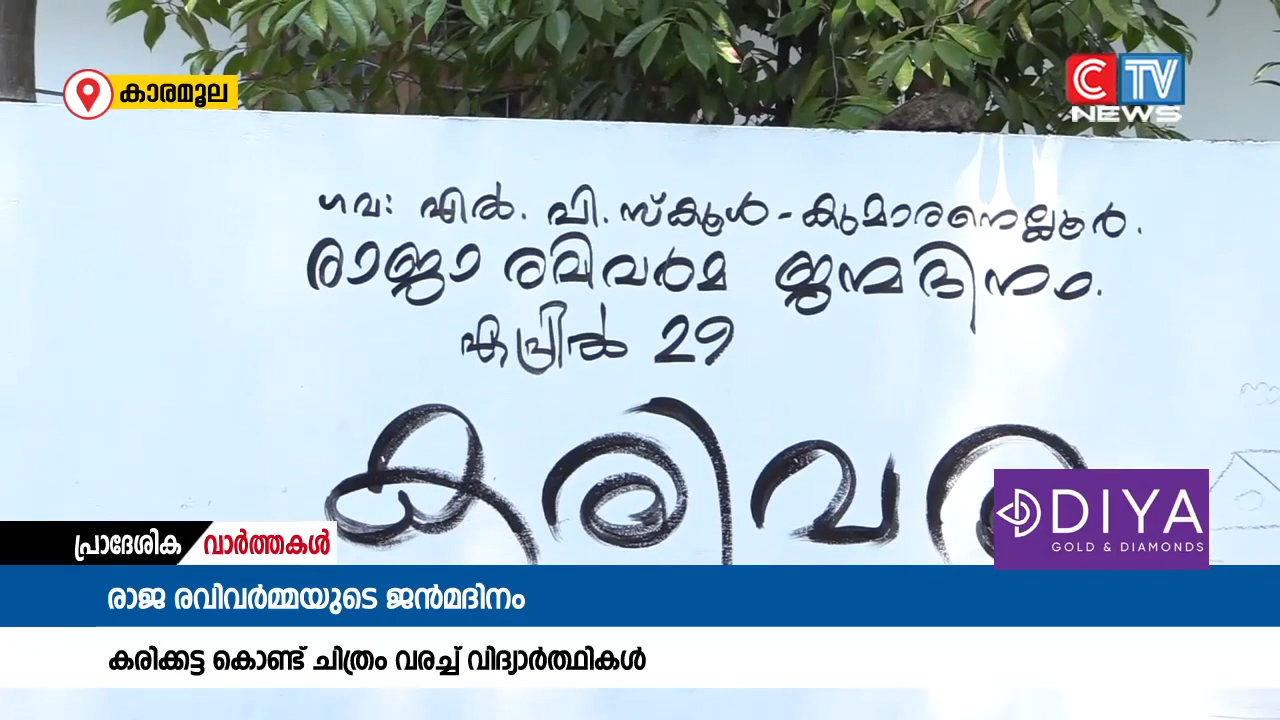 കാരമൂല
CTV
NEWS
ഗവ: എൽ. പി. സ്കൂൾ - കുമാരനെല്ലൂർ.
രാജാ രവിവർമ ജന്മദിനം.
ഏപ്രിൽ 29
കരിവര
DIYA
GOLD & DIAMONDS
പ്രാദേശിക വാർത്തകൾ
രാജ രവിവർമ്മയുടെ ജൻമദിനം
കരിക്കട്ട കൊണ്ട് ചിത്രം വരച്ച് വിദ്യാർത്ഥികൾ